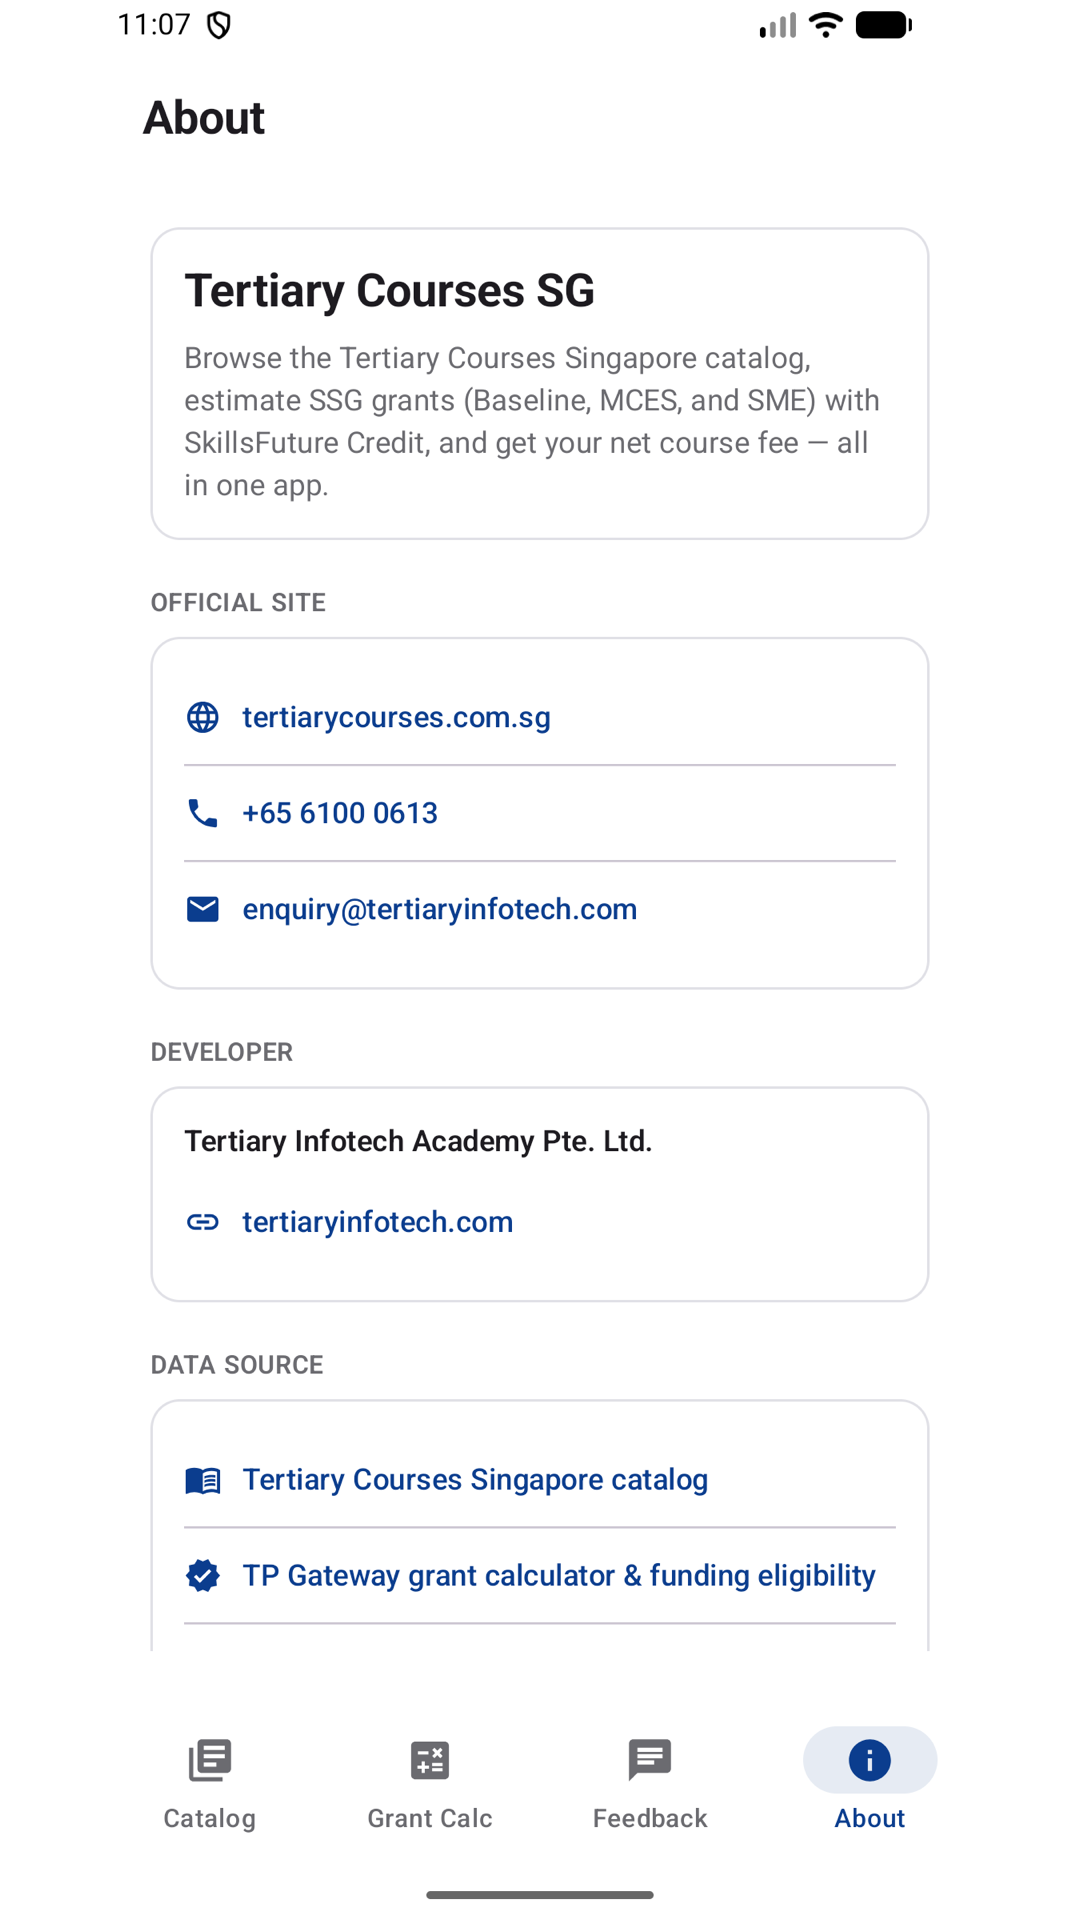 11:07
About
Tertiary Courses SG
Browse the Tertiary Courses Singapore catalog,
estimate SSG grants (Baseline, MCES, and SME) with
SkillsFuture Credit, and get your net course fee — all
in one app.
OFFICIAL SITE
tertiarycourses.com.sg
+65 6100 0613
enquiry@tertiaryinfotech.com
DEVELOPER
Tertiary Infotech Academy Pte. Ltd.
tertiaryinfotech.com
DATA SOURCE
Tertiary Courses Singapore catalog
TP Gateway grant calculator & funding eligibility
Catalog
Grant Calc
Feedback
About